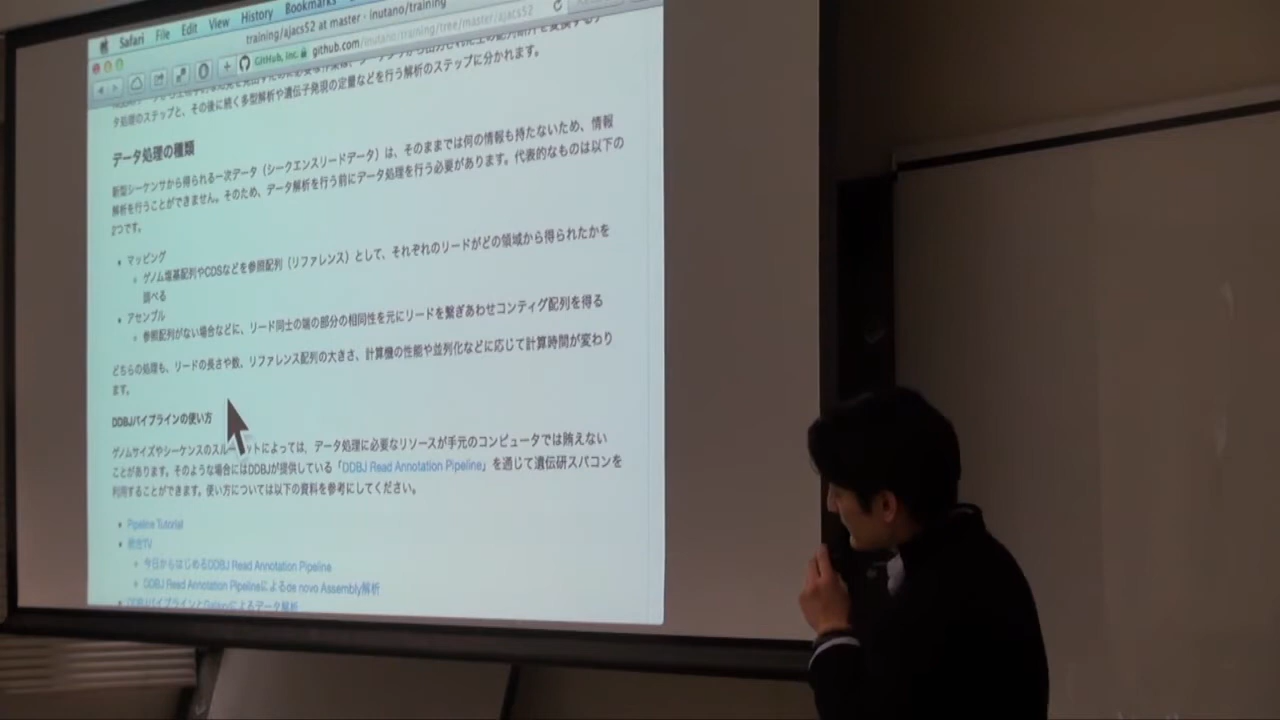 Safari File Edit View History Bookmarks
training/ajacs52 at master · inutano/training
GitHub, Inc. github.com/inutano/training/tree/master/ajacs52
タ処理のステップと、その後に続く多型解析や遺伝子発現の定量などを行う解析のステップに分かれます。
データ処理の種類
新型シーケンサから得られる一次データ（シークエンスリードデータ）は、そのままでは何の情報も持たないため、情報
解析を行うことができません。そのため、データ解析を行う前にデータ処理を行う必要があります。代表的なものは以下の
2つです。
マッピング
ゲノム塩基配列やCDSなどを参照配列（リファレンス）として、それぞれのリードがどの領域から得られたかを
調べる
アセンブル
参照配列がない場合などに、リード同士の端の部分の相同性を元にリードを繋ぎあわせコンティグ配列を得る
どちらの処理も、リードの長さや数、リファレンス配列の大きさ、計算機の性能や並列化などに応じて計算時間が変わり
ます。
DDBJパイプラインの使い方
ゲノムサイズやシーケンスのスループットによっては、データ処理に必要なリソースが手元のコンピュータでは賄えない
ことがあります。そのような場合にはDDBJが提供している「DDBJ Read Annotation Pipeline」を通じて遺伝研スパコンを
利用することができます。使い方については以下の資料を参考にしてください。
Pipeline Tutorial
統合TV
今日からはじめるDDBJ Read Annotation Pipeline
DDBJ Read Annotation Pipelineによるde novo Assembly解析
DDBJパイプラインとGalaxyによるデータ解析